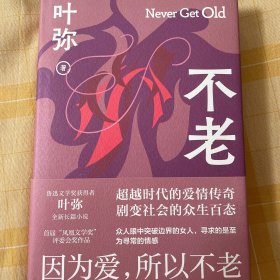 Never Get Old
叶弥
著
不老
鲁迅文学奖获得者
叶弥
全新长篇小说
首届“凤凰文学奖”
评委会奖作品
超越时代的爱情传奇
剧变社会的众生百态
众人眼中突破边界的女人，寻求的是至
为寻常的情感
因为爱，所以不老